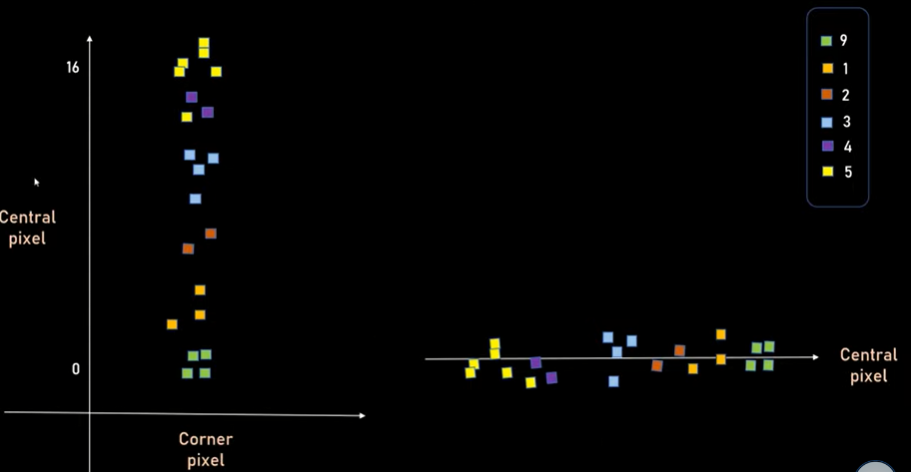 16
Central
pixel
0
Corner
pixel
Central
pixel
9
1
2
3
4
5